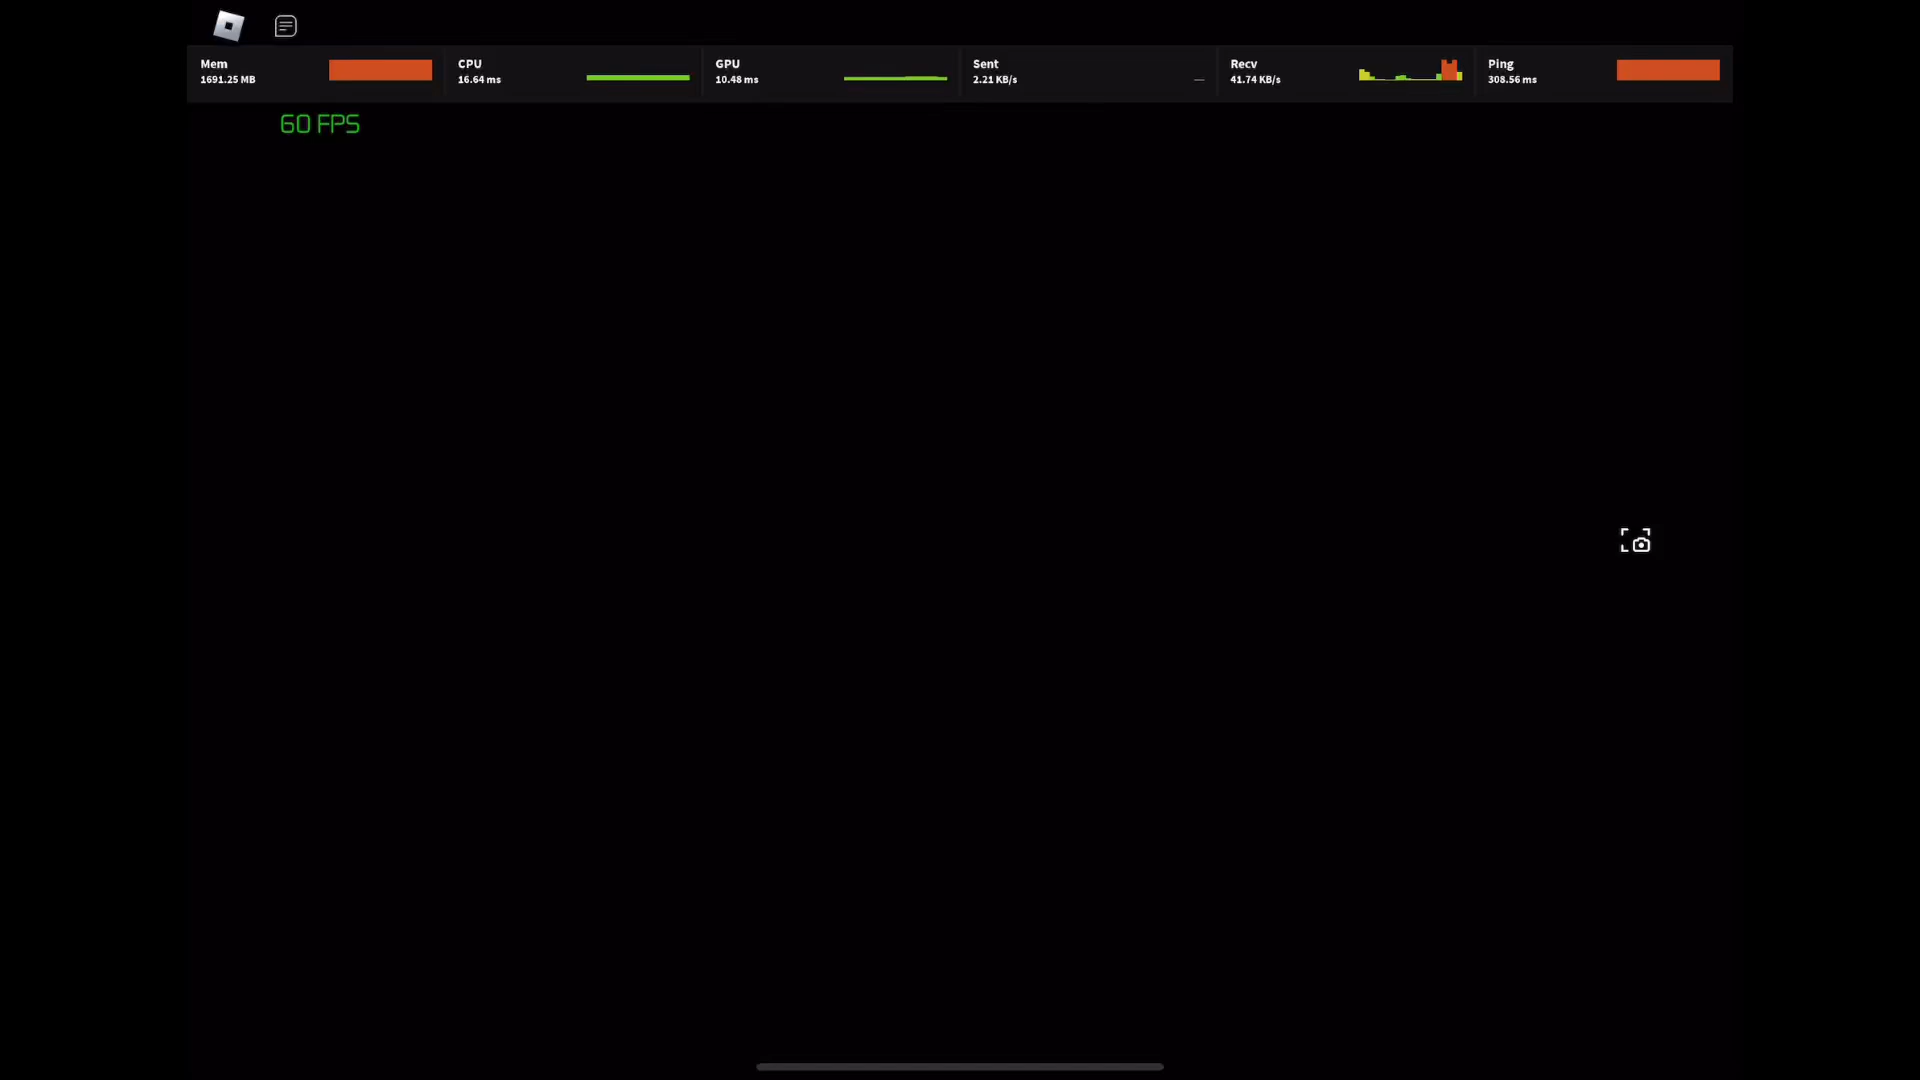 Mem
1691.25 MB
CPU
16.64 ms
GPU
10.48 ms
Sent
2.21 KB/s
Recv
41.74 KB/s
Ping
308.56 ms
60 FPS